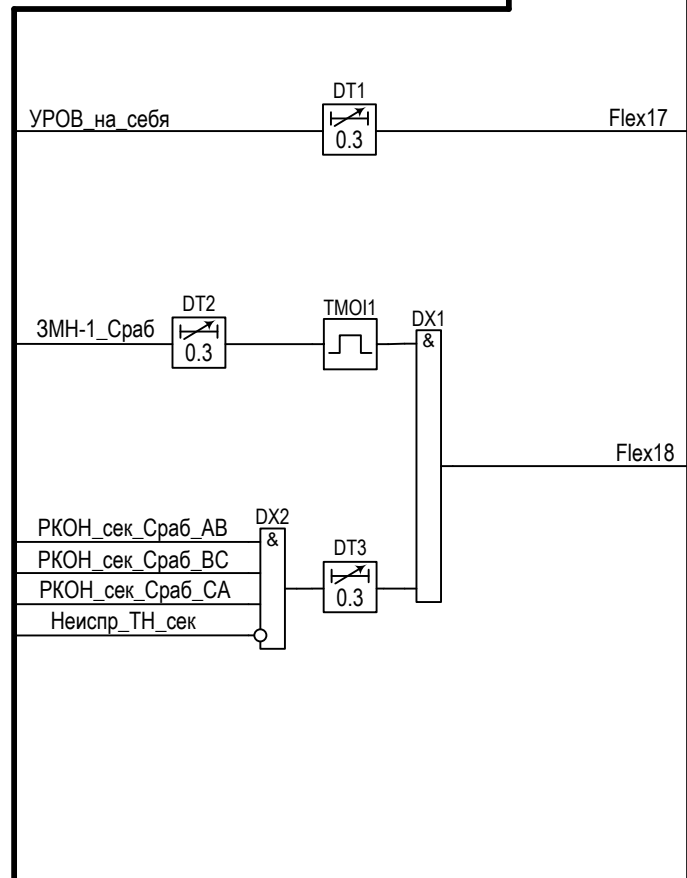 DT1
УРОВ_на_себя
Flex17
0.3
DT2
TMOI1
DX1
ЗМН-1_Сраб
&
0.3
Flex18
РКОН_сек_Сраб_АВ
DX2
&
РКОН_сек_Сраб_ВС
DT3
РКОН_сек_Сраб_СА
0.3
Неиспр_ТН_сек